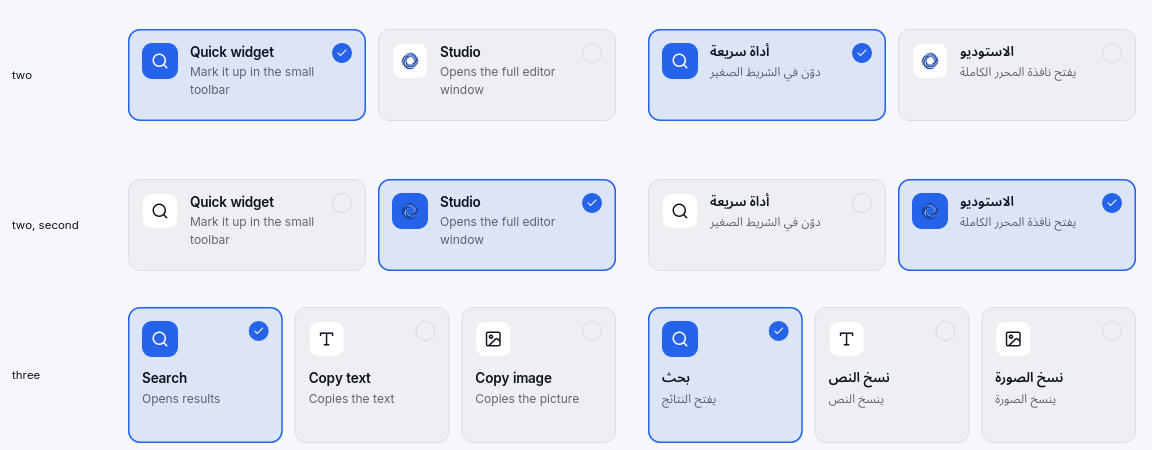 two
Quick widget
Mark it up in the small
toolbar
Studio
Opens the full editor
window
أداة سريعة
دوّن في الشريط الصغير
الاستوديو
يفتح نافذة المحرر الكاملة
two, second
Quick widget
Mark it up in the small
toolbar
Studio
Opens the full editor
window
أداة سريعة
دوّن في الشريط الصغير
الاستوديو
يفتح نافذة المحرر الكاملة
three
Search
Opens results
Copy text
Copies the text
Copy image
Copies the picture
بحث
يفتح النتائج
نسخ النص
ينسخ النص
نسخ الصورة
ينسخ الصورة